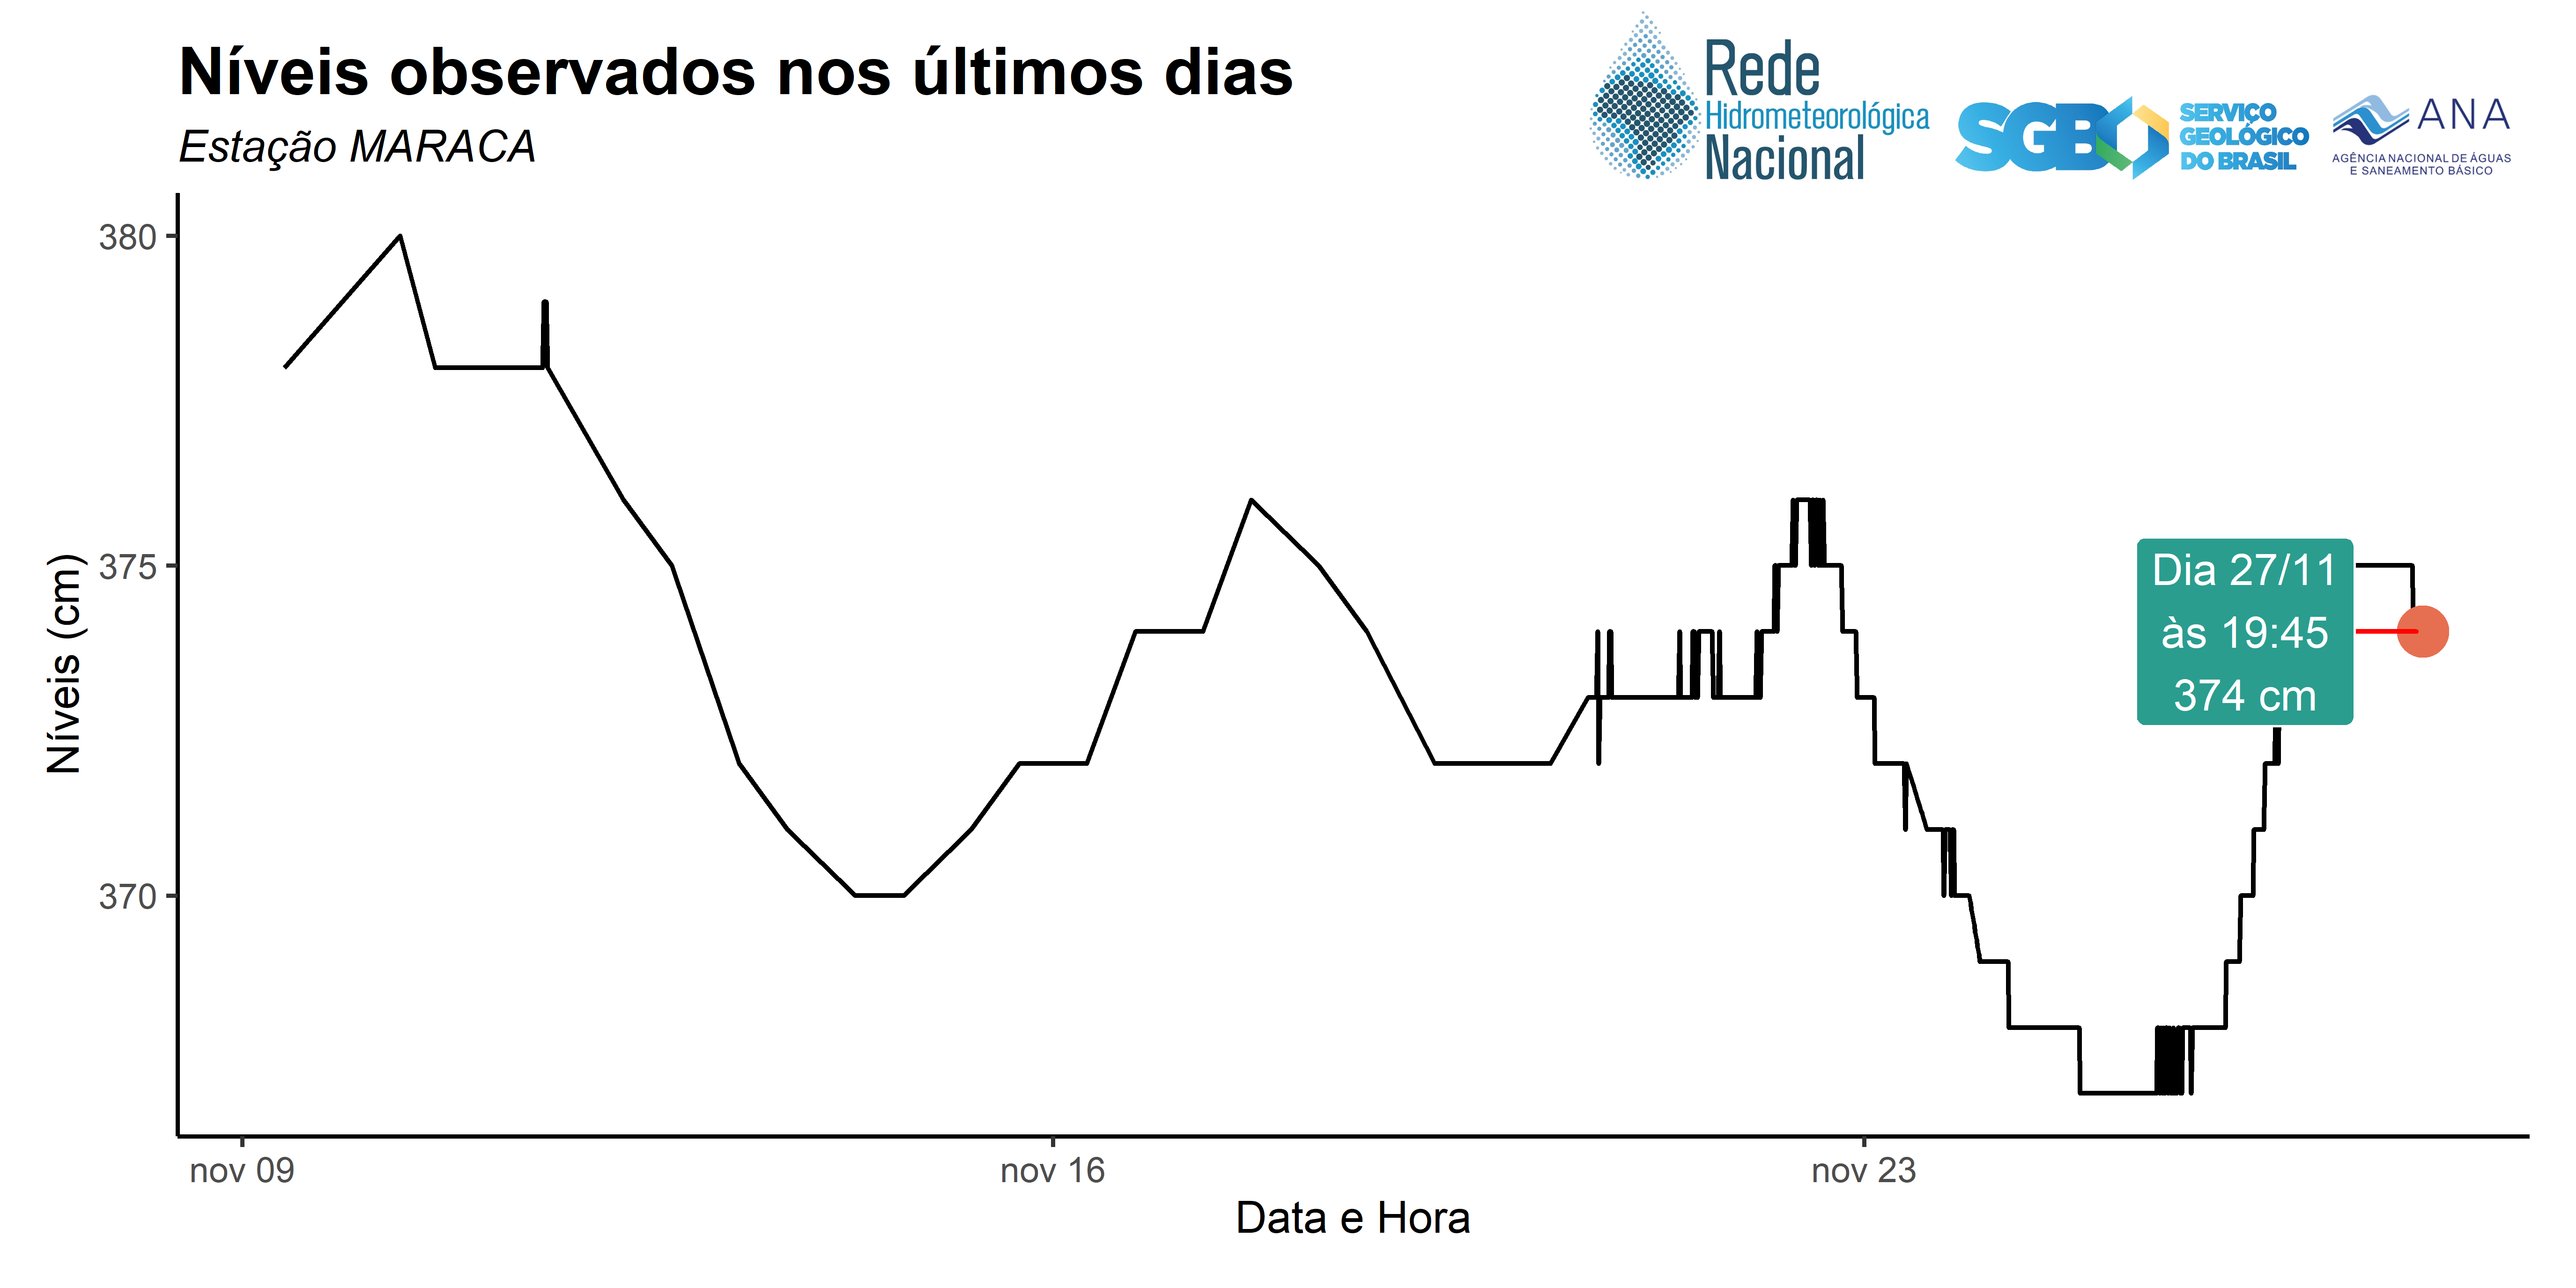 Níveis observados nos últimos dias
Estação MARACA
Rede
Hidrometeorológica
Nacional
SGB
SERVIÇO
GEOLÓGICO
DO BRASIL
ANA
AGÊNCIA NACIONAL DE ÁGUAS
E SANEAMENTO BÁSICO
Níveis (cm)
380
375
370
Dia 27/11
às 19:45
374 cm
nov 09
nov 16
nov 23
Data e Hora